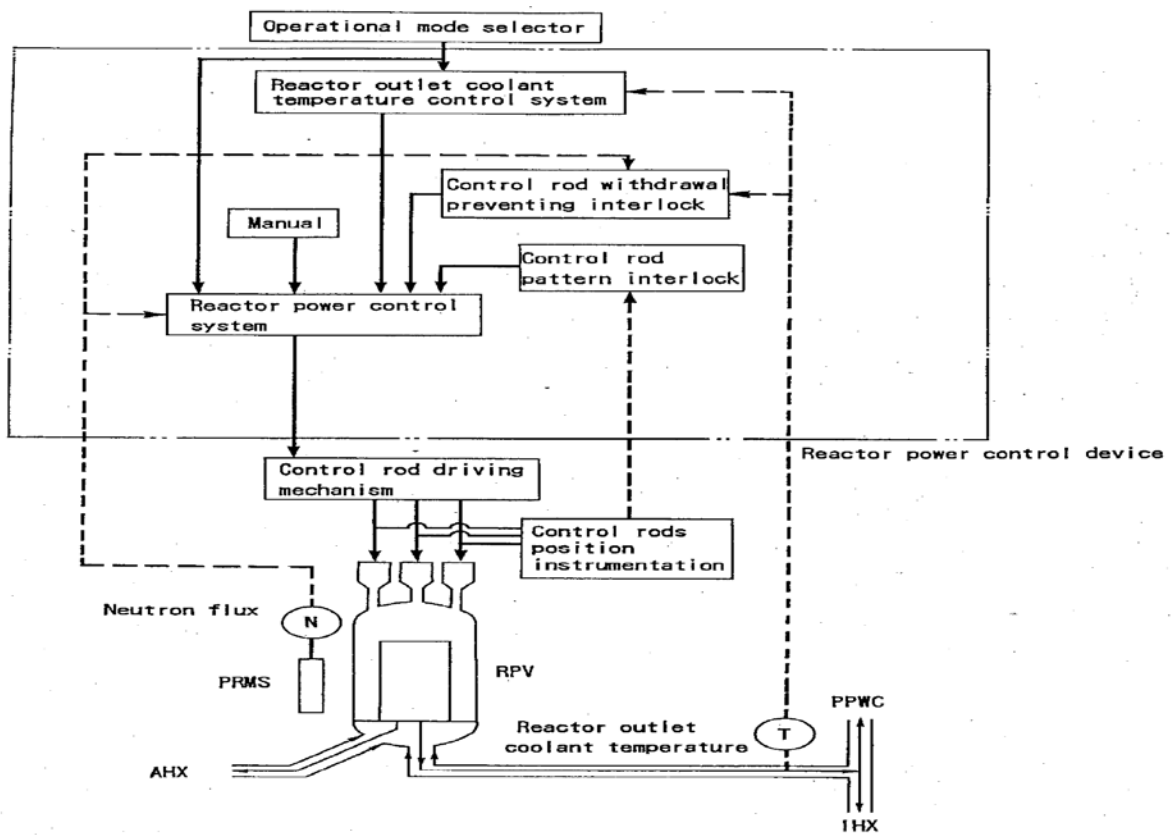 Operational mode selector
Reactor outlet coolant
temperature control system
Control rod withdrawal
preventing interlock
Manual
Control rod
pattern interlock
Reactor power control
system
Reactor power control device
Control rod driving
mechanism
Control rods
position
instrumentation
Neutron flux
N
PRMS
RPV
PPWC
Reactor outlet
coolant temperature
T
AHX
1HX